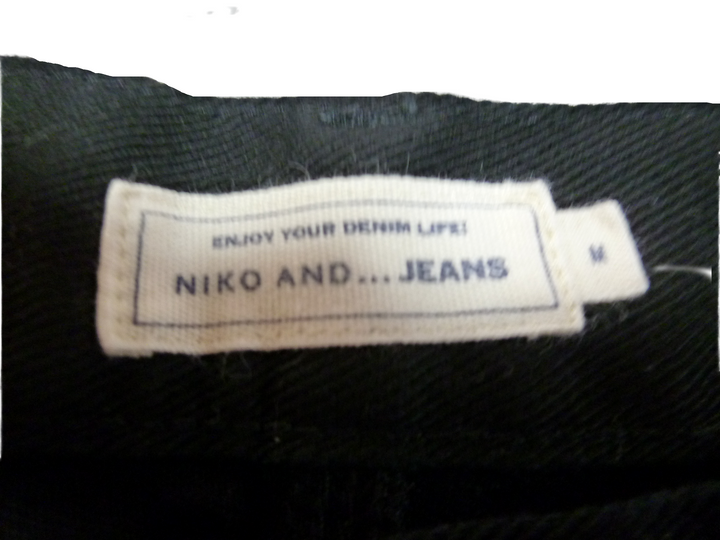 ENJOY YOUR DENIM LIFE!
NIKO AND...JEANS
M